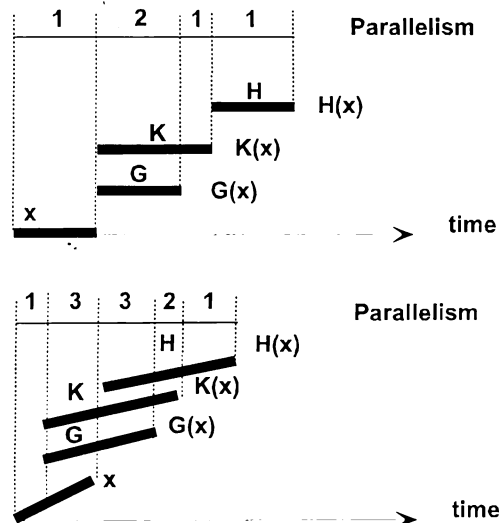 1 2 1 1 Parallelism
H H(x)
K K(x)
G G(x)
x
time
1 3 3 2 1 Parallelism
H H(x)
K K(x)
G G(x)
x
time